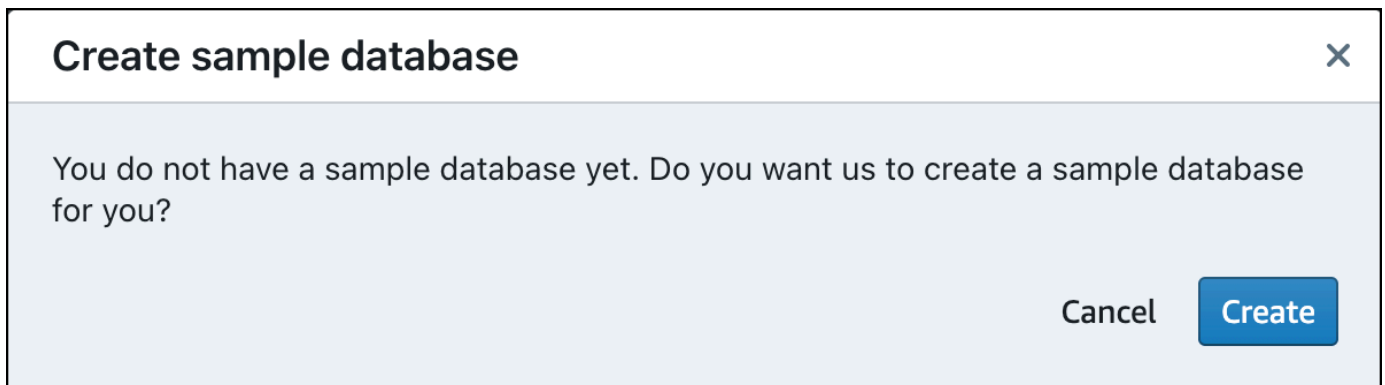 Create sample database
You do not have a sample database yet. Do you want us to create a sample database
for you?
Cancel
Create